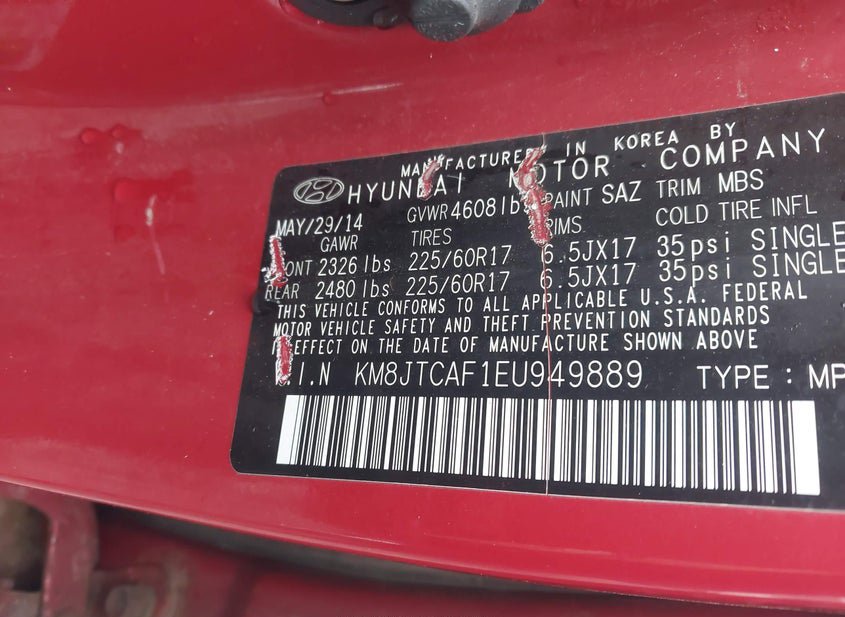 MANUFACTURED IN KOREA BY
HYUNDAI MOTOR COMPANY
MAY/29/14 GVWR 4608 lbs PAINT SAZ TRIM MBS
GAWR TIRES RIMS COLD TIRE INFL
FRONT 2326 lbs 225/60R17 6.5JX17 35psi SINGLE
REAR 2480 lbs 225/60R17 6.5JX17 35psi SINGLE
THIS VEHICLE CONFORMS TO ALL APPLICABLE U.S.A. FEDERAL
MOTOR VEHICLE SAFETY AND THEFT PREVENTION STANDARDS
EFFECT ON THE DATE OF MANUFACTURE SHOWN ABOVE
V.I.N KM8JTCAF1EU949889 TYPE : MP